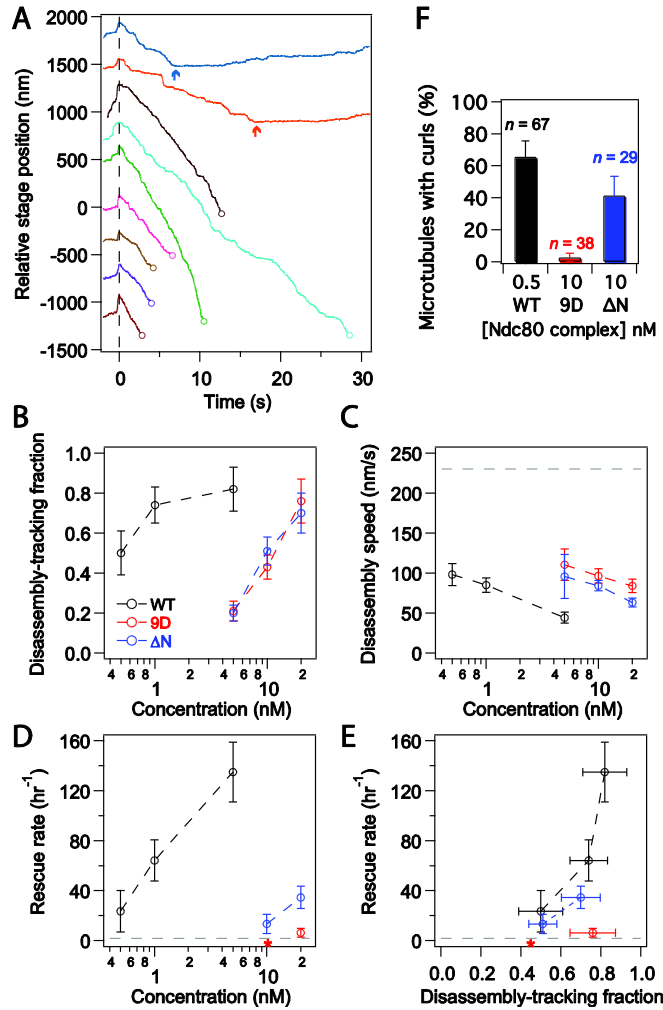 A
Relative stage position (nm)
2000
1500
1000
500
0
-500
-1000
-1500
0
10
20
30
Time (s)
F
Microtubules with curls (%)
100
80
60
40
20
0
n = 67
n = 38
n = 29
0.5 10 10
WT 9D ΔN
[Ndc80 complex] nM
B
Disassembly-tracking fraction
1.0
0.8
0.6
0.4
0.2
0.0
WT
9D
ΔN
4 6 8 2 4 6 8 2
1 10
Concentration (nM)
C
Disassembly speed (nm/s)
250
200
150
100
50
0
4 6 8 2 4 6 8 2
1 10
Concentration (nM)
D
Rescue rate (hr-1)
160
120
80
40
0
*
4 6 8 2 4 6 8 2
1 10
Concentration (nM)
E
Rescue rate (hr-1)
160
120
80
40
0
*
0.0 0.2 0.4 0.6 0.8 1.0
Disassembly-tracking fraction